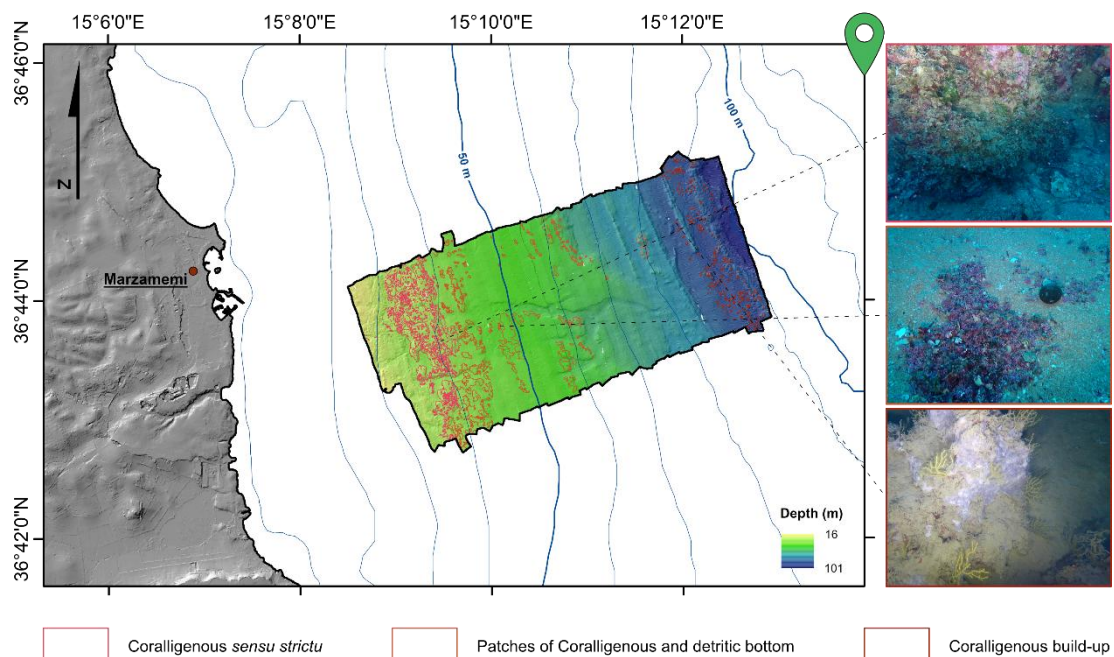 15°6'0"E 15°8'0"E 15°10'0"E 15°12'0"E
36°46'0"N
36°44'0"N
36°42'0"N
N
Marzamemi
50 m
100 m
Depth (m)
16
101
Coralligenous sensu strictu
Patches of Coralligenous and detritic bottom
Coralligenous build-up